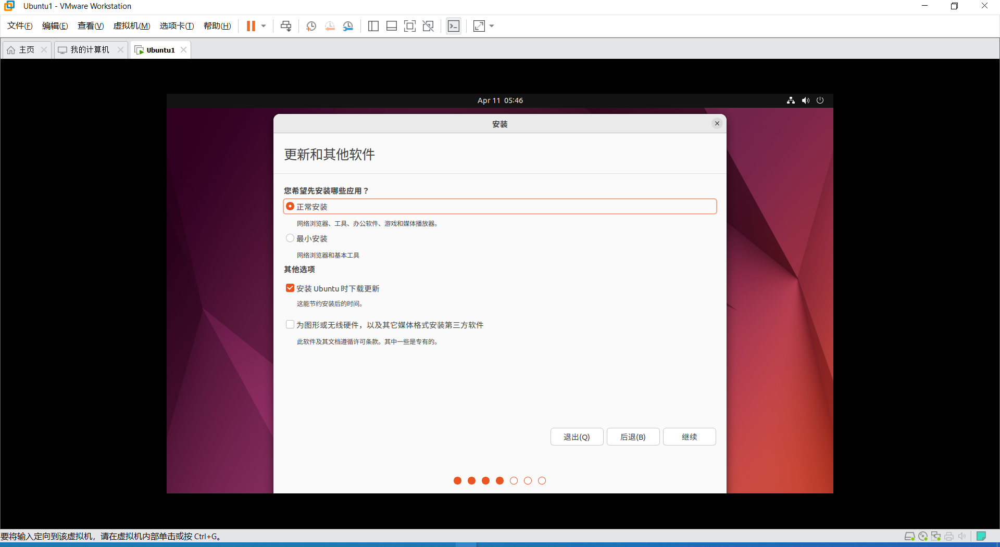 Ubuntu1 - VMware Workstation
文件(F) 编辑(E) 查看(V) 虚拟机(M) 选项卡(T) 帮助(H)
主页 我的计算机 Ubuntu1
Apr 11 05:46
安装
更新和其他软件
您希望先安装哪些应用？
正常安装
网络浏览器、工具、办公软件、游戏和媒体播放器。
最小安装
网络浏览器和基本工具
其他选项
安装 Ubuntu 时下载更新
这能节约安装后的时间。
为图形或无线硬件，以及其它媒体格式安装第三方软件
此软件及其文档遵循许可条款。其中一些是专有的。
退出(Q) 后退(B) 继续
要将输入定向到该虚拟机，请在虚拟机内部单击或按 Ctrl+G。